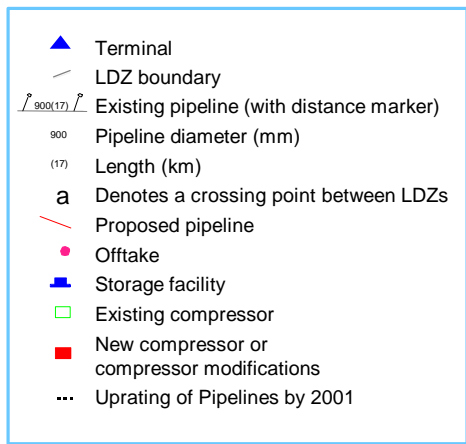 Terminal
LDZ boundary
900(17) Existing pipeline (with distance marker)
900 Pipeline diameter (mm)
(17) Length (km)
a Denotes a crossing point between LDZs
Proposed pipeline
Offtake
Storage facility
Existing compressor
New compressor or
compressor modifications
Uprating of Pipelines by 2001